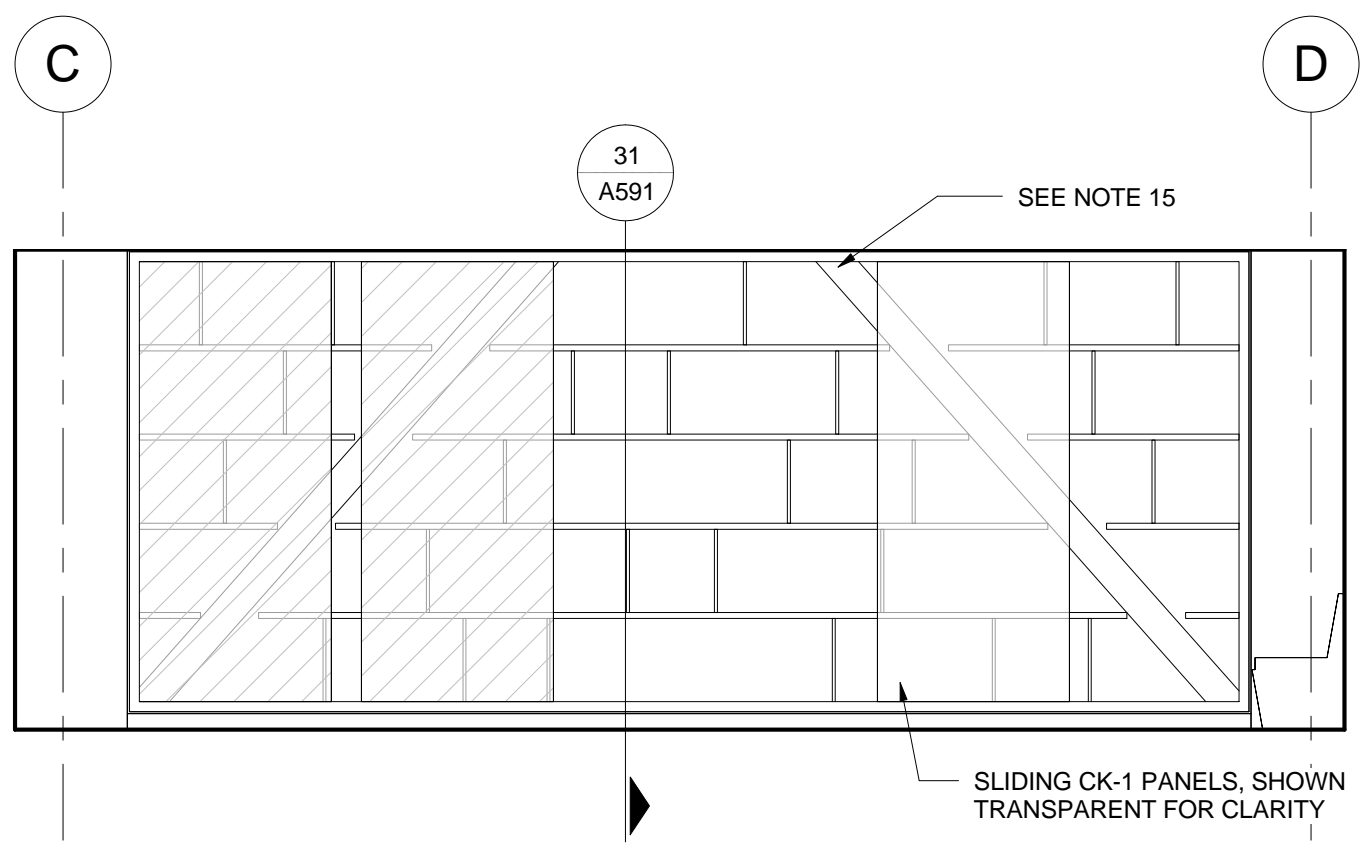 C
D
31
A591
SEE NOTE 15
SLIDING CK-1 PANELS, SHOWN
TRANSPARENT FOR CLARITY